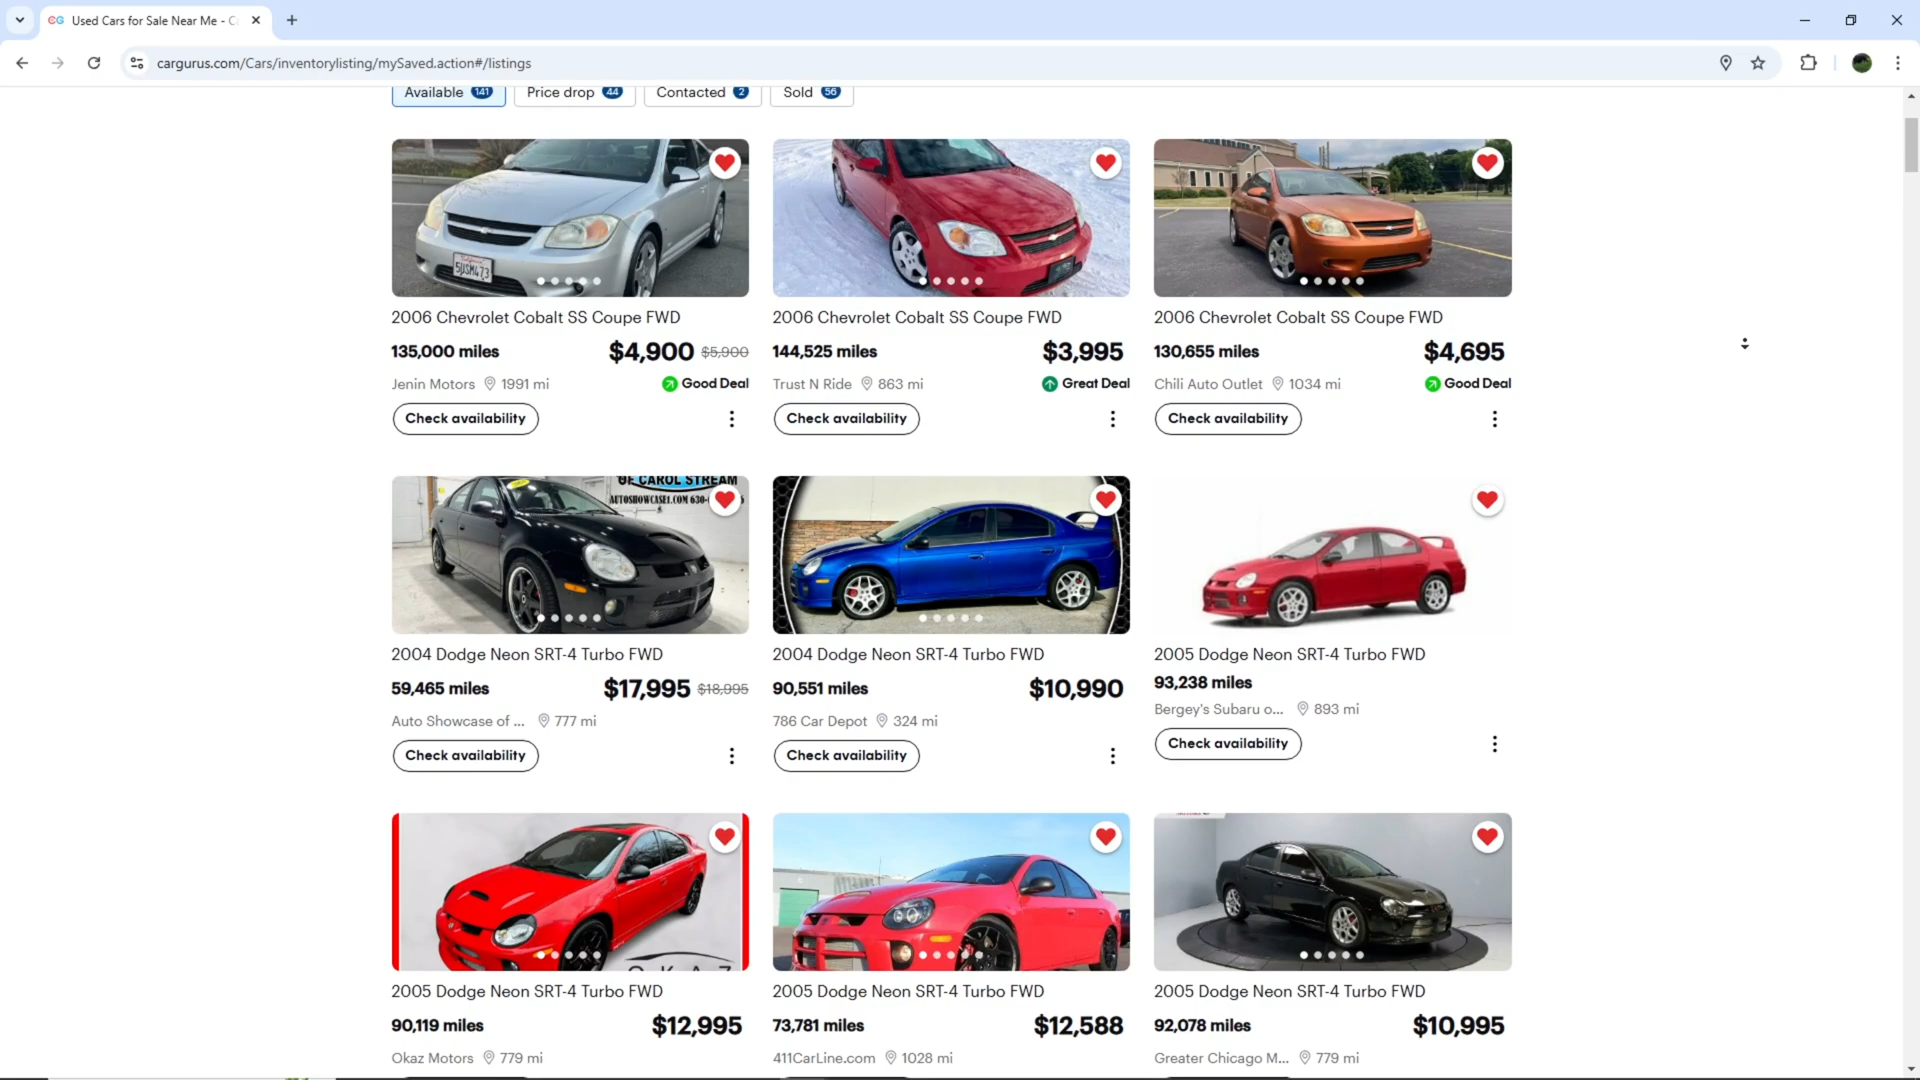 Used Cars for Sale Near Me - C
cargurus.com/Cars/inventorylisting/mySaved.action#/listings
Available 141 Price drop 44 Contacted 2 Sold 56
5USM473
2006 Chevrolet Cobalt SS Coupe FWD
135,000 miles $4,900 $5,900
Jenin Motors 1991 mi Good Deal
Check availability
2006 Chevrolet Cobalt SS Coupe FWD
144,525 miles $3,995
Trust N Ride 863 mi Great Deal
Check availability
2006 Chevrolet Cobalt SS Coupe FWD
130,655 miles $4,695
Chili Auto Outlet 1034 mi Good Deal
Check availability
OF CAROL STREAM
2004 Dodge Neon SRT-4 Turbo FWD
59,465 miles $17,995 $18,995
Auto Showcase of ... 777 mi
Check availability
2004 Dodge Neon SRT-4 Turbo FWD
90,551 miles $10,990
786 Car Depot 324 mi
Check availability
2005 Dodge Neon SRT-4 Turbo FWD
93,238 miles
Bergey's Subaru o... 893 mi
Check availability
2005 Dodge Neon SRT-4 Turbo FWD
90,119 miles $12,995
Okaz Motors 779 mi
2005 Dodge Neon SRT-4 Turbo FWD
73,781 miles $12,588
411CarLine.com 1028 mi
2005 Dodge Neon SRT-4 Turbo FWD
92,078 miles $10,995
Greater Chicago M... 779 mi